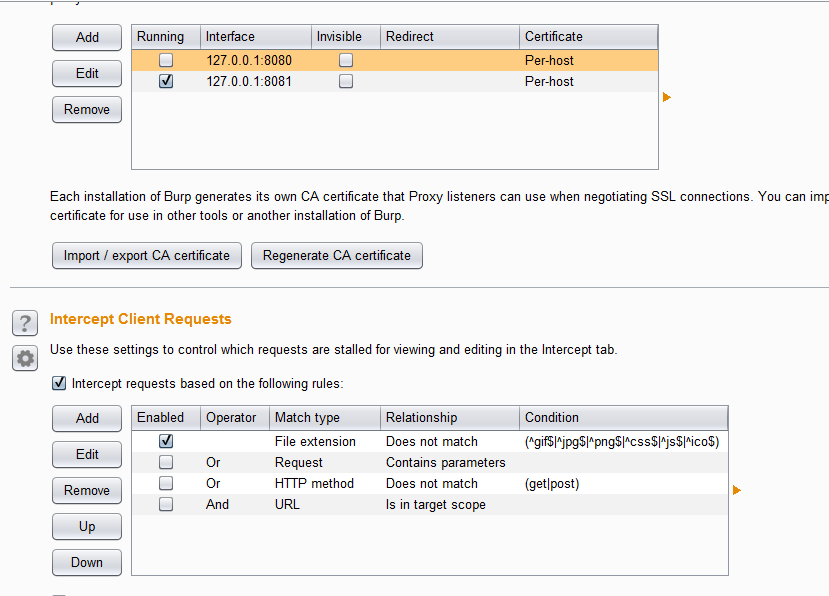 Add
Running Interface Invisible Redirect Certificate
127.0.0.1:8080 Per-host
Edit
127.0.0.1:8081 Per-host
Remove
Each installation of Burp generates its own CA certificate that Proxy listeners can use when negotiating SSL connections. You can imp
certificate for use in other tools or another installation of Burp.
Import / export CA certificate Regenerate CA certificate
? Intercept Client Requests
Use these settings to control which requests are stalled for viewing and editing in the Intercept tab.
Intercept requests based on the following rules:
Add
Enabled Operator Match type Relationship Condition
File extension Does not match (^gif$|^jpg$|^png$|^css$|^js$|^ico$)
Edit
Or Request Contains parameters
Or HTTP method Does not match (get|post)
Remove
And URL Is in target scope
Up
Down